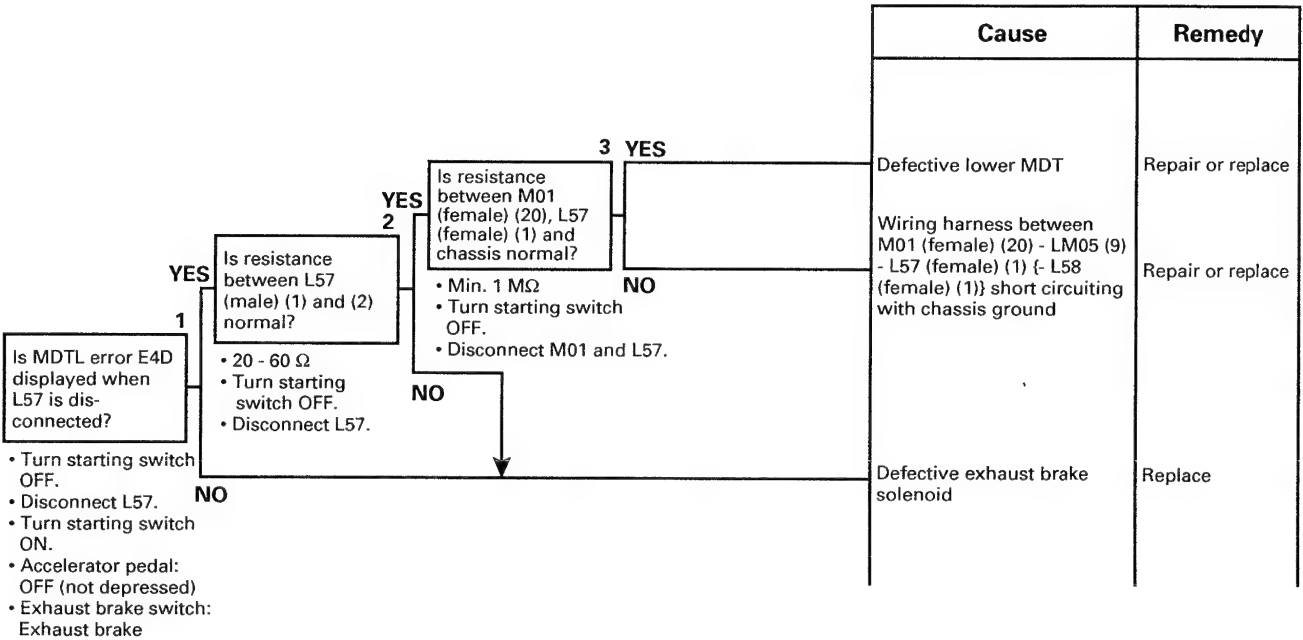 Cause
Remedy
1
Is MDTL error E4D
displayed when
L57 is dis-
connected?
• Turn starting switch
OFF.
• Disconnect L57.
• Turn starting switch
ON.
• Accelerator pedal:
OFF (not depressed)
• Exhaust brake switch:
Exhaust brake
YES
NO
2
Is resistance
between L57
(male) (1) and (2)
normal?
• 20 - 60 Ω
• Turn starting
switch OFF.
• Disconnect L57.
YES
NO
3
Is resistance
between M01
(female) (20), L57
(female) (1) and
chassis normal?
• Min. 1 MΩ
• Turn starting switch
OFF.
• Disconnect M01 and L57.
YES
NO
Defective lower MDT
Repair or replace
Wiring harness between
M01 (female) (20) - LM05 (9)
- L57 (female) (1) {- L58
(female) (1)} short circuiting
with chassis ground
Repair or replace
Defective exhaust brake
solenoid
Replace